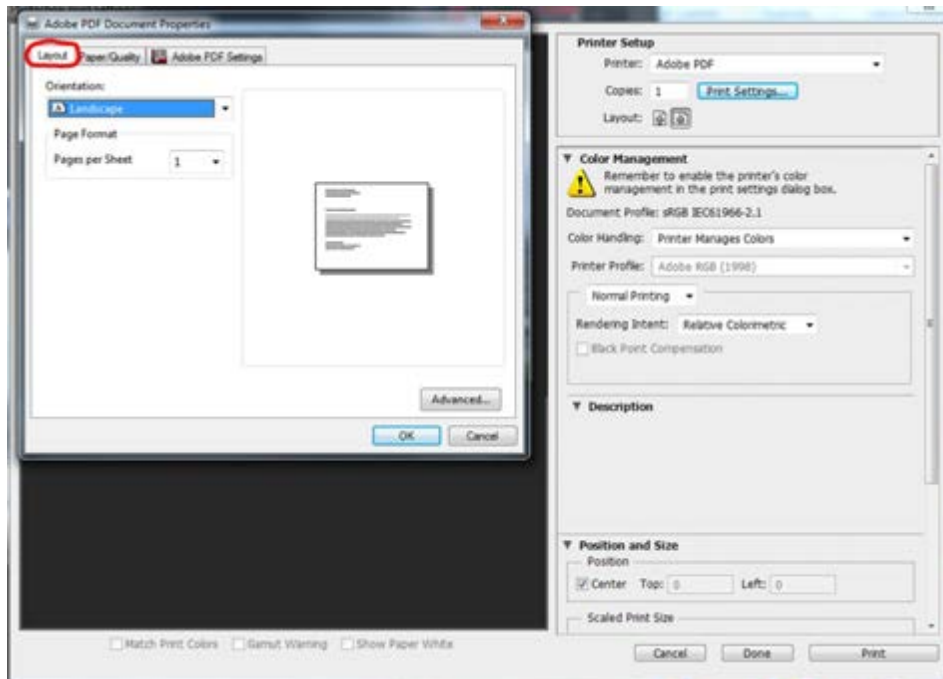 Adobe PDF Document Properties
Layout Paper/Quality Adobe PDF Settings
Orientation:
Landscape
Page Format
Pages per Sheet 1
Advanced...
OK Cancel
Printer Setup
Printer: Adobe PDF
Copies: 1 Print Settings...
Layout:
Color Management
Remember to enable the printer's color
management in the print settings dialog box.
Document Profile: sRGB IEC61966-2.1
Color Handling: Printer Manages Colors
Printer Profile: Adobe RGB (1998)
Normal Printing
Rendering Intent: Relative Colorimetric
Black Point Compensation
Description
Position and Size
Position
Center Top: 0 Left: 0
Scaled Print Size
Match Print Colors Gamut Warning Show Paper White
Cancel Done Print